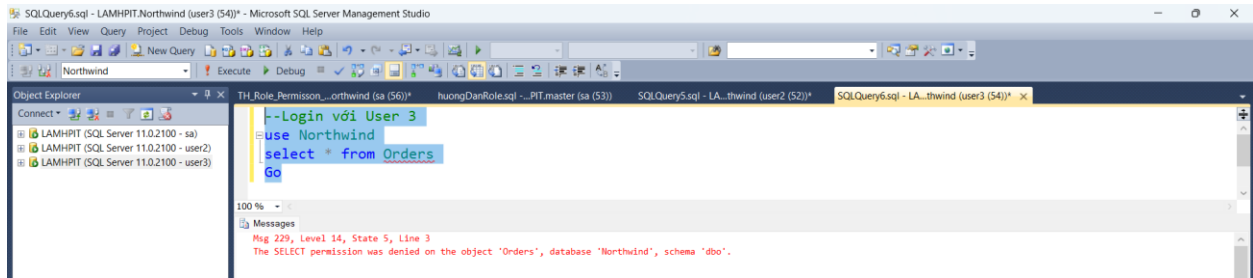 SQLQuery6.sql - LAMHPIT.Northwind (user3 (54))* - Microsoft SQL Server Management Studio
File Edit View Query Project Debug Tools Window Help
New Query
Northwind
Execute Debug
Object Explorer
TH_Role_Permisson_...orthwind (sa (56))* huongDanRole.sql -...PIT.master (sa (53)) SQLQuery5.sql - LA...thwind (user2 (52))* SQLQuery6.sql - LA...thwind (user3 (54))*
Connect
LAMHPIT (SQL Server 11.0.2100 - sa)
LAMHPIT (SQL Server 11.0.2100 - user2)
LAMHPIT (SQL Server 11.0.2100 - user3)
--Login với User 3
use Northwind
select * from Orders
Go
100 %
Messages
Msg 229, Level 14, State 5, Line 3
The SELECT permission was denied on the object 'Orders', database 'Northwind', schema 'dbo'.